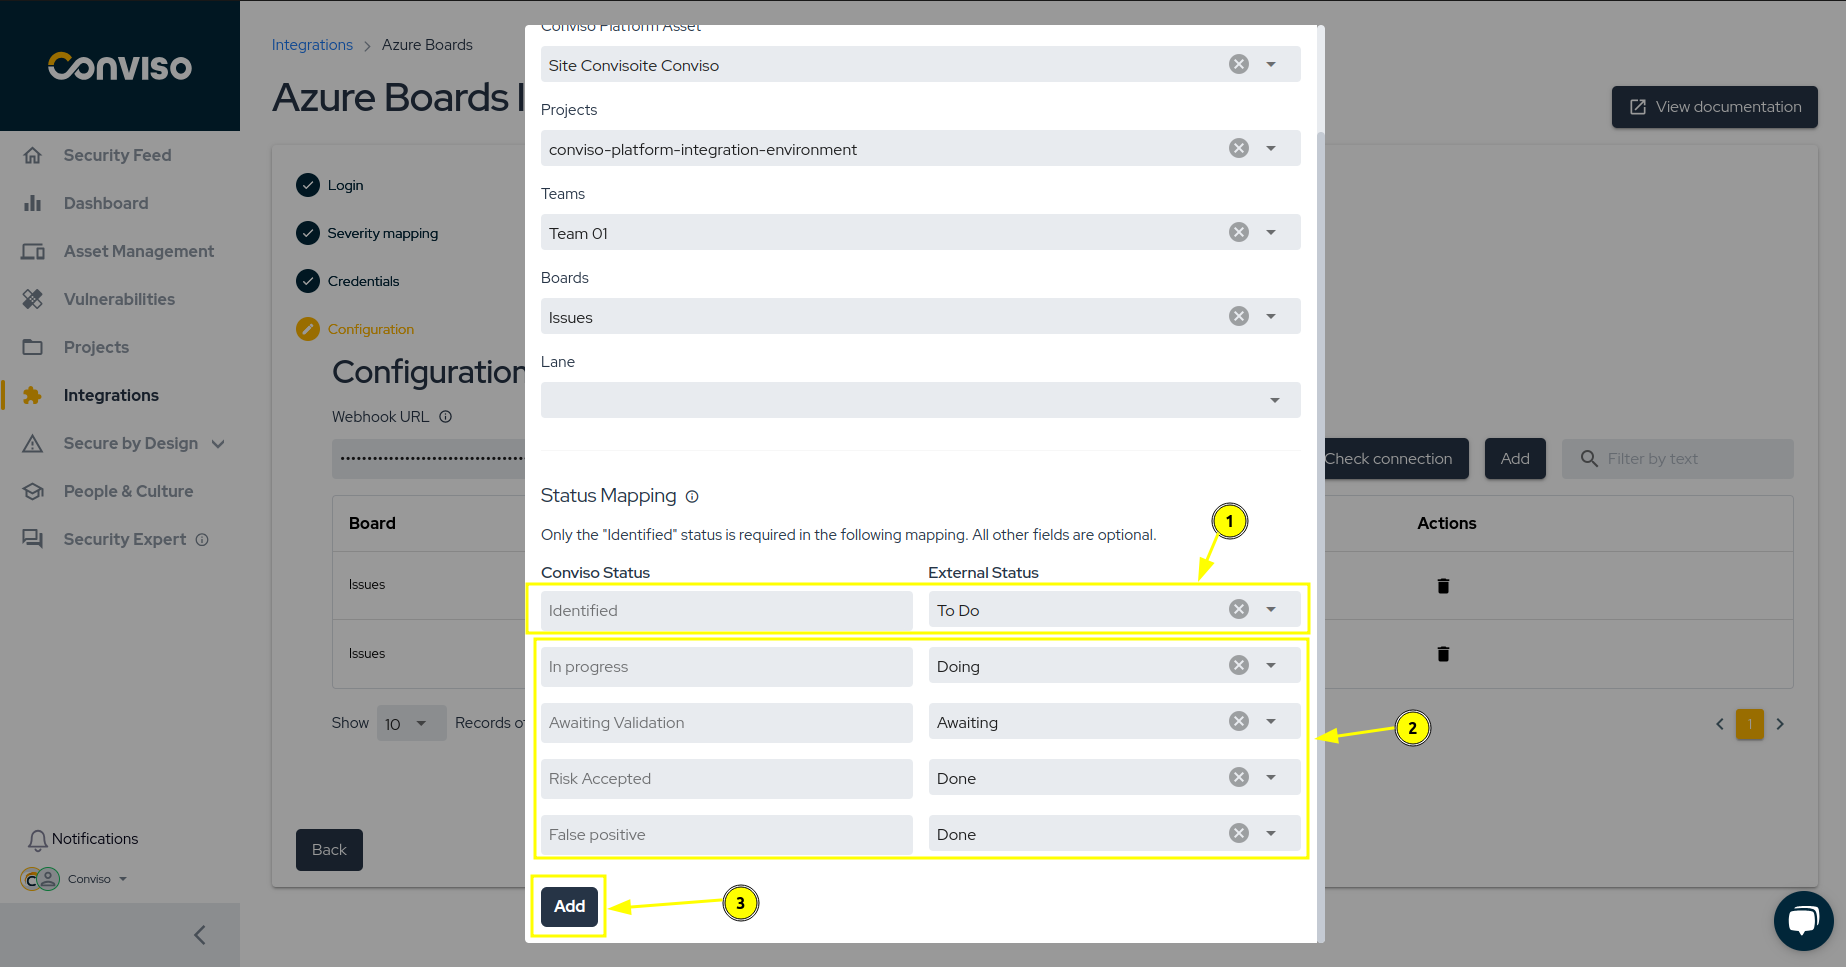 Conviso
Security Feed
Dashboard
Asset Management
Vulnerabilities
Projects
Integrations
Secure by Design
People & Culture
Security Expert
Notifications
Conviso
Integrations > Azure Boards
Azure Boards I
View documentation
Login
Severity mapping
Credentials
Configuration
Configuration
Webhook URL
Check connection
Add
Filter by text
Board
Actions
Issues
Issues
Show 10 Records of
1
Back
Conviso Platform Asset
Site Convisoite Conviso
Projects
conviso-platform-integration-environment
Teams
Team 01
Boards
Issues
Lane
Status Mapping
Only the "Identified" status is required in the following mapping. All other fields are optional.
Conviso Status External Status
Identified To Do
In progress Doing
Awaiting Validation Awaiting
Risk Accepted Done
False positive Done
Add
1
2
3